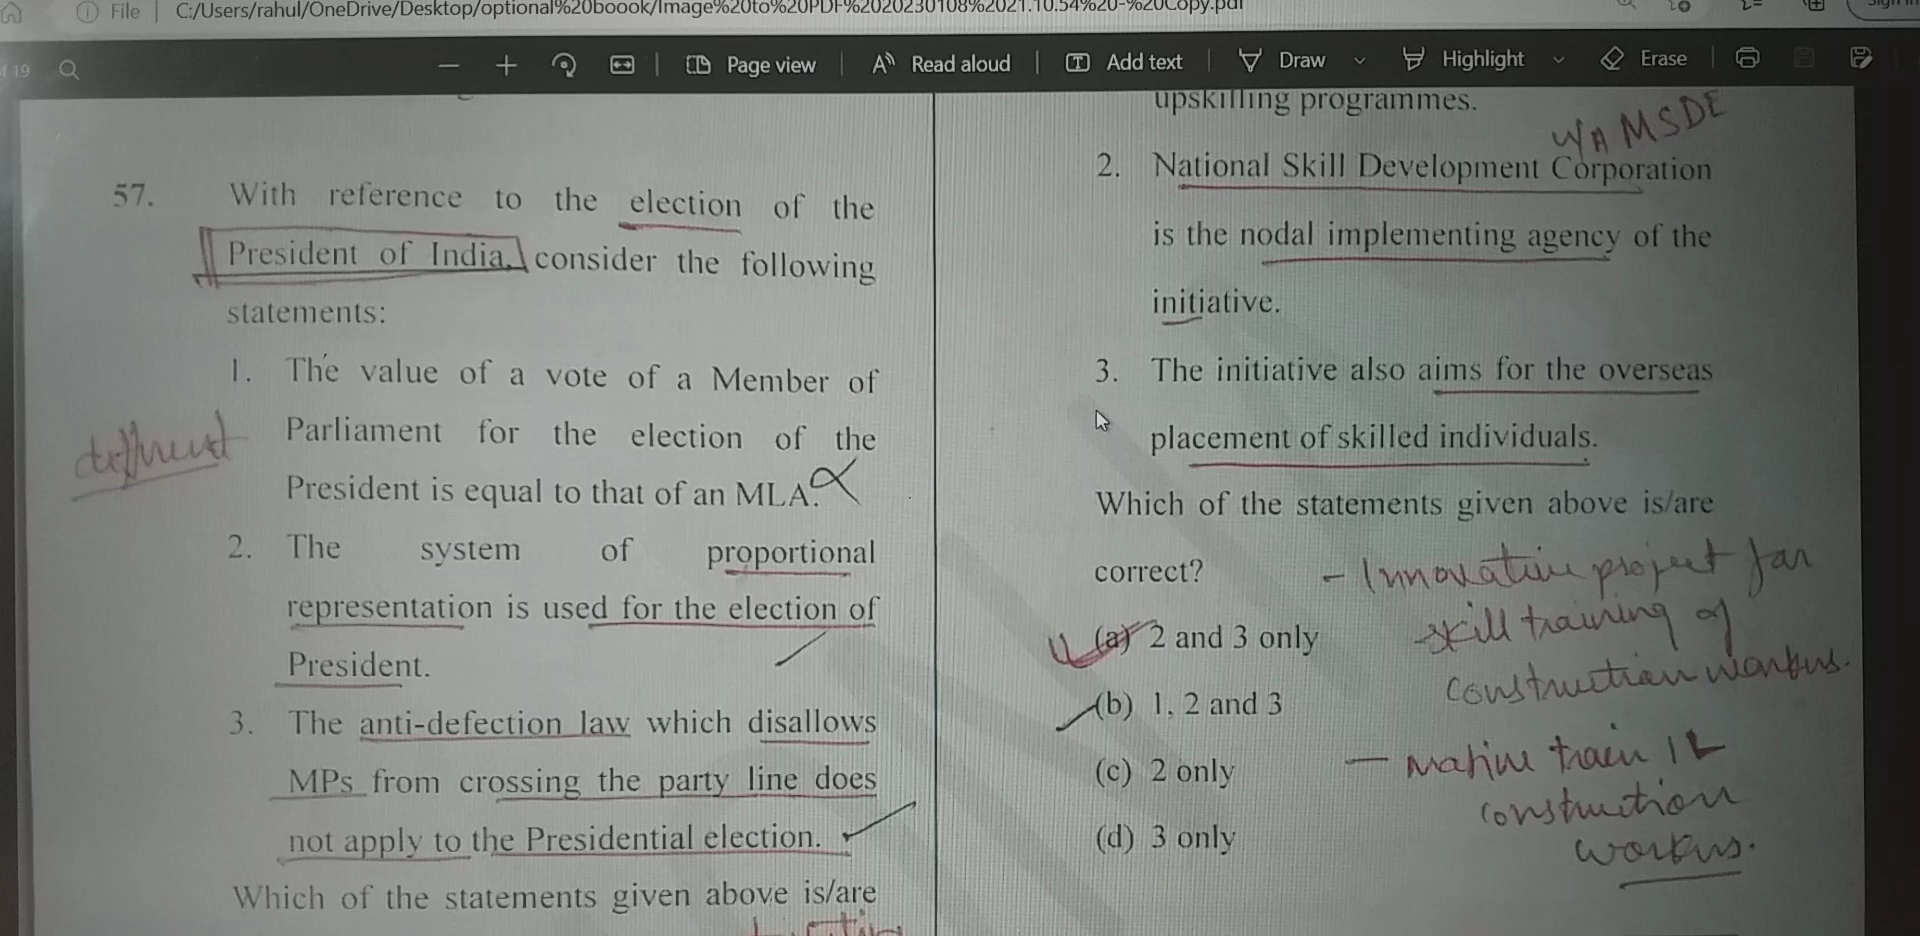 File
C:/Users/rahul/OneDrive/Desktop/optional%20boook/Image%20to%20PDF%2020230108%2021.10.54%20-%20Copy.pdf
f 19
Page view
Read aloud
Add text
Draw
Highlight
Erase
57. With reference to the election of the
President of India, consider the following
statements:
1. The value of a vote of a Member of
Parliament for the election of the
President is equal to that of an MLA.
different
2. The system of proportional
representation is used for the election of
President.
3. The anti-defection law which disallows
MPs from crossing the party line does
not apply to the Presidential election.
Which of the statements given above is/are
upskilling programmes.
MSDE
2. National Skill Development Corporation
is the nodal implementing agency of the
initiative.
3. The initiative also aims for the overseas
placement of skilled individuals.
Which of the statements given above is/are
correct?
- Innovative project for
skill training of
construction workers.
(a) 2 and 3 only
(b) 1, 2 and 3
(c) 2 only
(d) 3 only
- train 1 L
construction
workers.